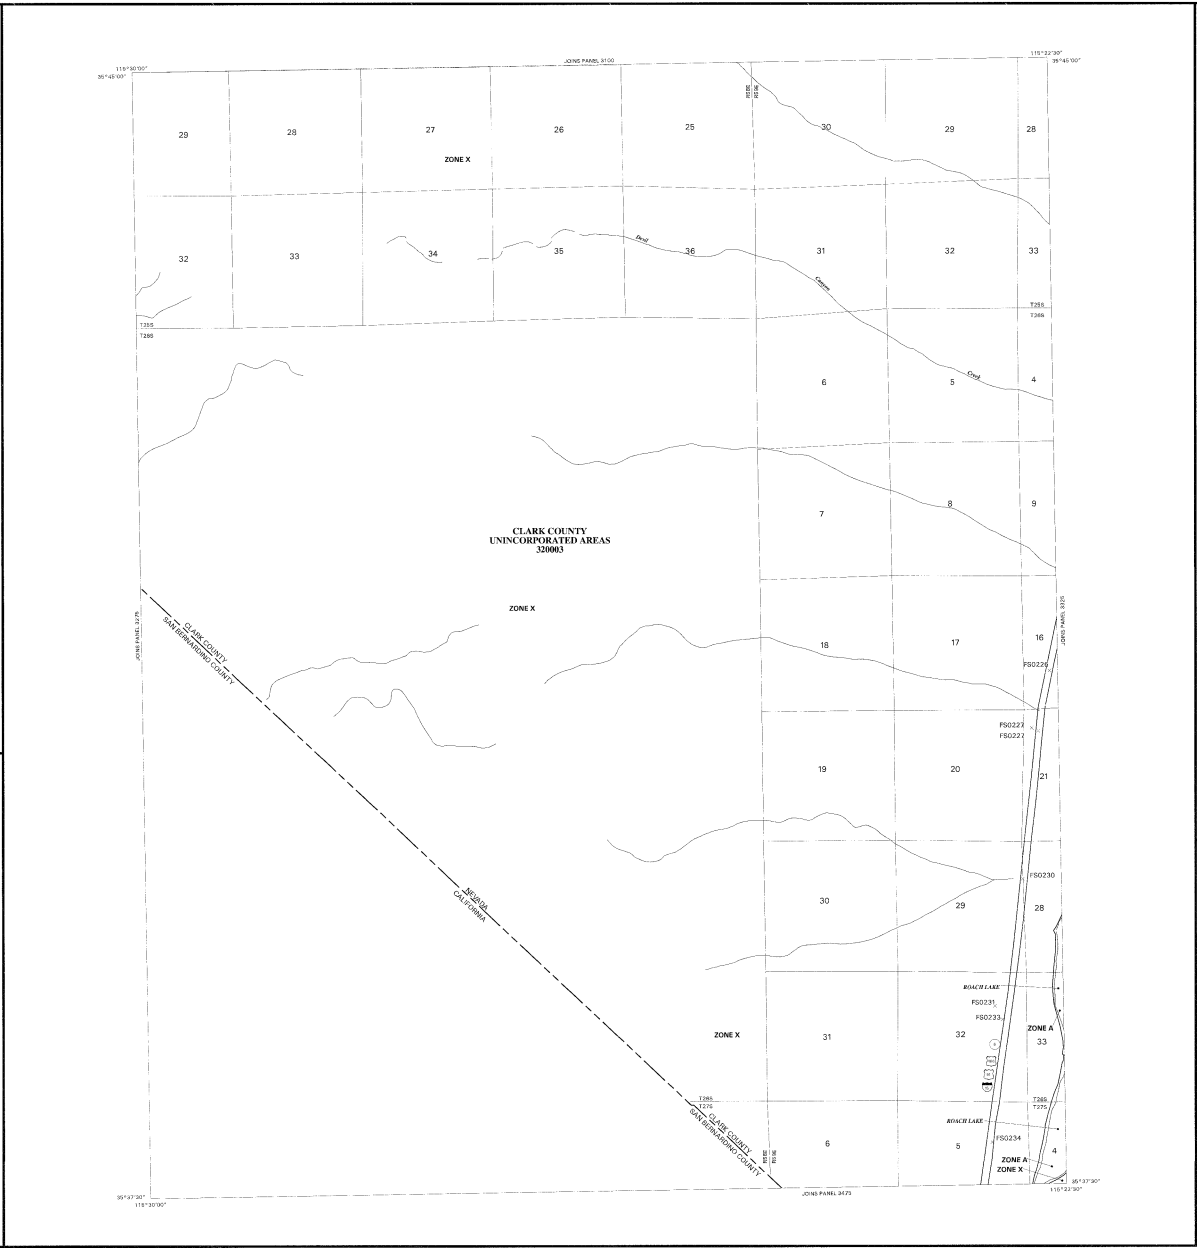 115°30'00"
35°45'00"
JOINS PANEL 3100
115°22'30"
35°45'00"
29
28
27
26
25
30
29
28
ZONE X
32
33
34
35
Devil
36
31
32
33
Canyon
T25S
T26S
T25S
T26S
Creek
6
5
4
7
8
9
CLARK COUNTY
UNINCORPORATED AREAS
320003
ZONE X
JOINS PANEL 3275
CLARK COUNTY
SAN BERNARDINO COUNTY
JOINS PANEL 3325
18
17
16
FS0226
FS0227
FS0227
19
20
21
NEVADA
CALIFORNIA
FS0230
30
29
28
ROACH LAKE
FS0231
FS0233
ZONE X
31
32
ZONE A
33
T26S
T27S
T26S
T27S
CLARK COUNTY
SAN BERNARDINO COUNTY
ROACH LAKE
6
5
FS0234
4
ZONE A
ZONE X
35°37'30"
115°30'00"
JOINS PANEL 3475
35°37'30"